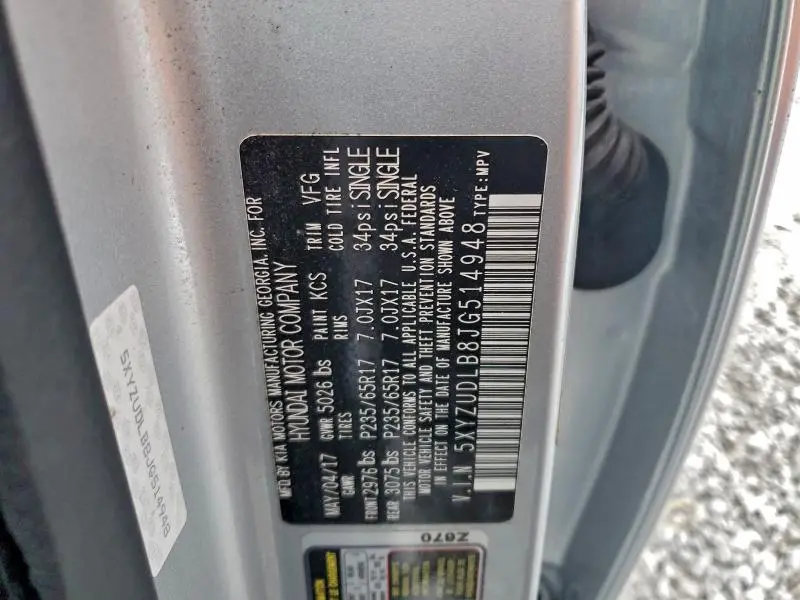 MFD BY KIA MOTORS MANUFACTURING GEORGIA, INC. FOR
HYUNDAI MOTOR COMPANY
MAY/04/17 GVWR 5026 lbs PAINT KCS TRIM VFG
GAWR TIRES RIMS COLD TIRE INFL
FRONT 2976 lbs P235/65R17 7.0JX17 34psi SINGLE
REAR 3075 lbs P235/65R17 7.0JX17 34psi SINGLE
THIS VEHICLE CONFORMS TO ALL APPLICABLE U.S.A. FEDERAL
MOTOR VEHICLE SAFETY AND THEFT PREVENTION STANDARDS
IN EFFECT ON THE DATE OF MANUFACTURE SHOWN ABOVE
V.I.N 5XYZUDLB8JG514948 TYPE:MPV
5XYZUDLB8JG514948
Z070